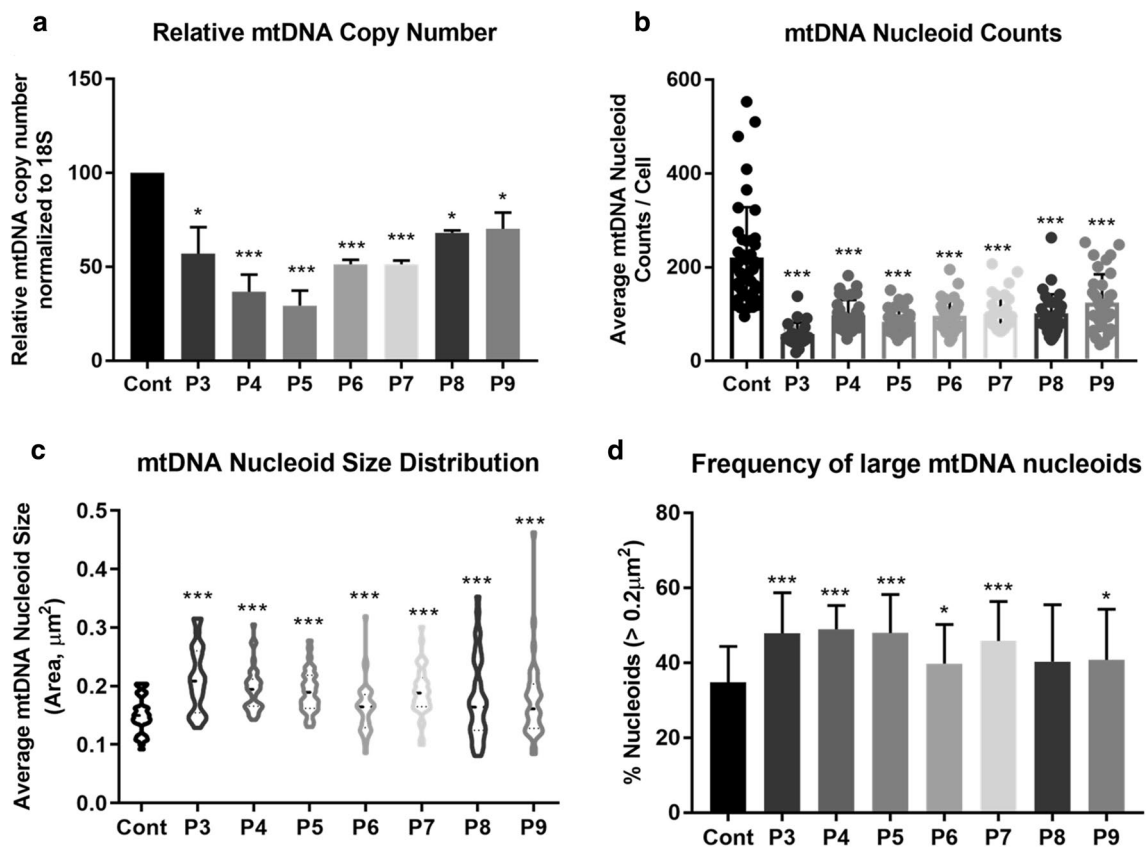 a
Relative mtDNA Copy Number
Relative mtDNA copy number
normalized to 18S
150
100
50
0
* *** *** *** *** * *
Cont P3 P4 P5 P6 P7 P8 P9
b
mtDNA Nucleoid Counts
Average mtDNA Nucleoid
Counts / Cell
600
400
200
0
*** *** *** *** *** *** ***
Cont P3 P4 P5 P6 P7 P8 P9
c
mtDNA Nucleoid Size Distribution
Average mtDNA Nucleoid Size
(Area, μm²)
0.5
0.4
0.3
0.2
0.1
0.0
*** *** *** *** *** *** ***
Cont P3 P4 P5 P6 P7 P8 P9
d
Frequency of large mtDNA nucleoids
% Nucleoids (> 0.2μm²)
80
60
40
20
0
*** *** *** * *** *
Cont P3 P4 P5 P6 P7 P8 P9